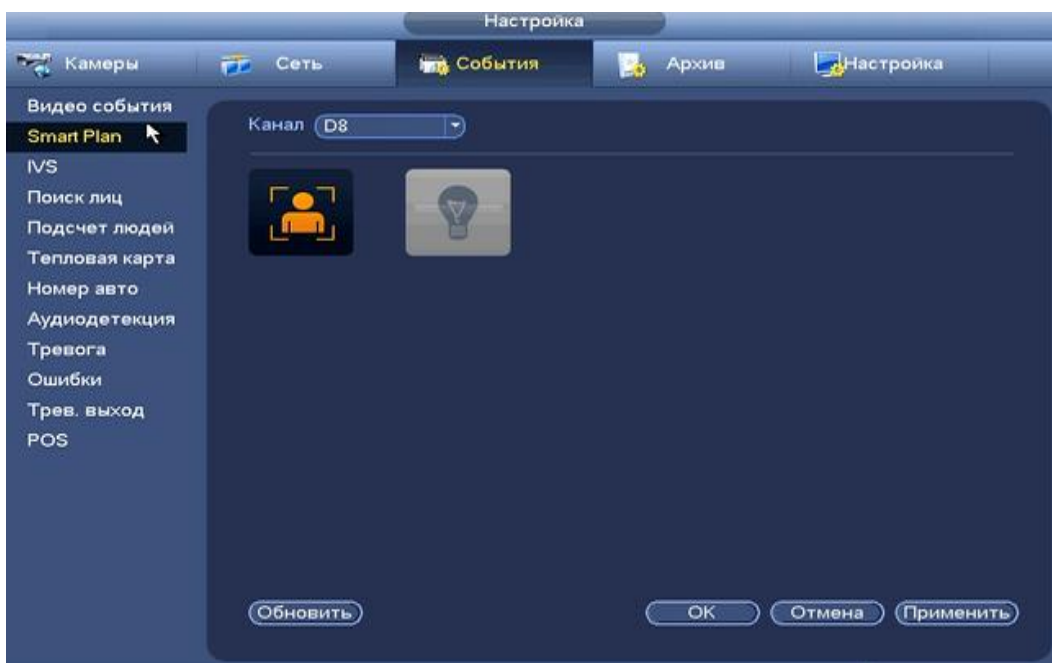 Настройка
Камеры
Сеть
События
Архив
Настройка
Видео события
Smart Plan
IVS
Поиск лиц
Подсчет людей
Тепловая карта
Номер авто
Аудиодетекция
Тревога
Ошибки
Трев. выход
POS
Канал D8
Обновить
OK
Отмена
Применить